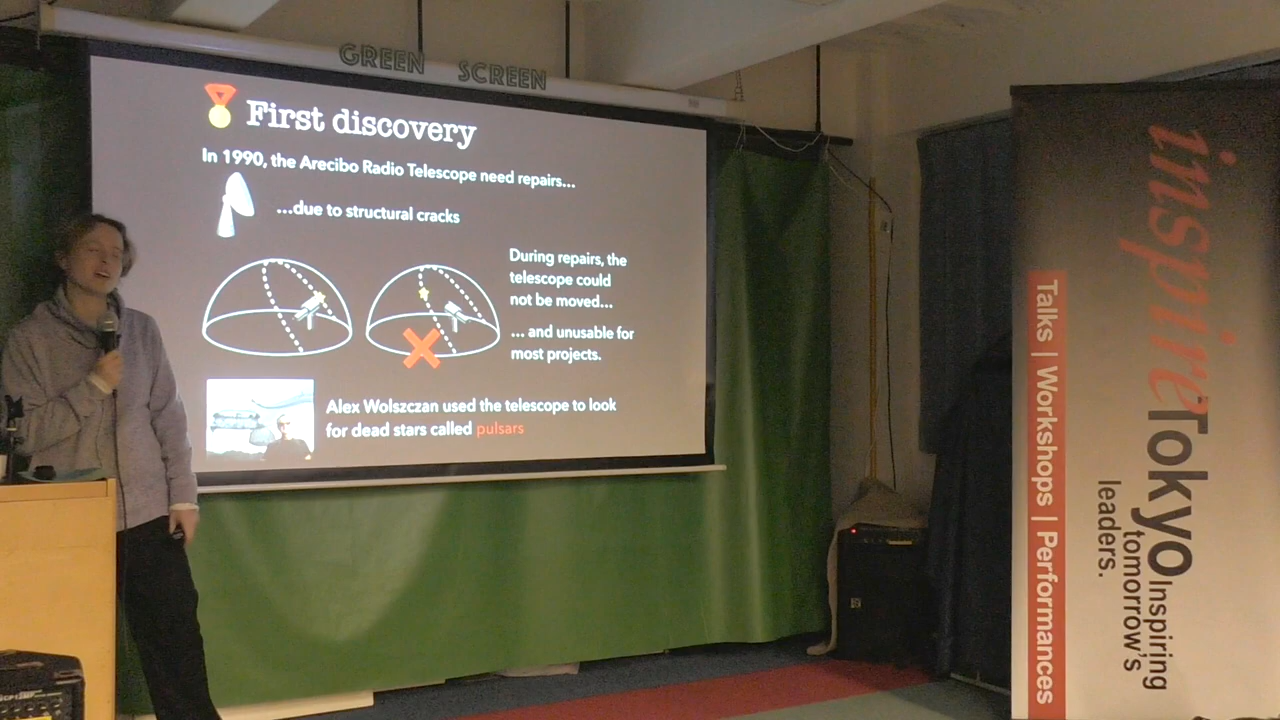 GREEN SCREEN
First discovery
In 1990, the Arecibo Radio Telescope need repairs...
...due to structural cracks
During repairs, the
telescope could
not be moved...
... and unusable for
most projects.
Alex Wolszczan used the telescope to look
for dead stars called pulsars
inspire Tokyo
Inspiring
tomorrow's
leaders.
Talks | Workshops | Performances